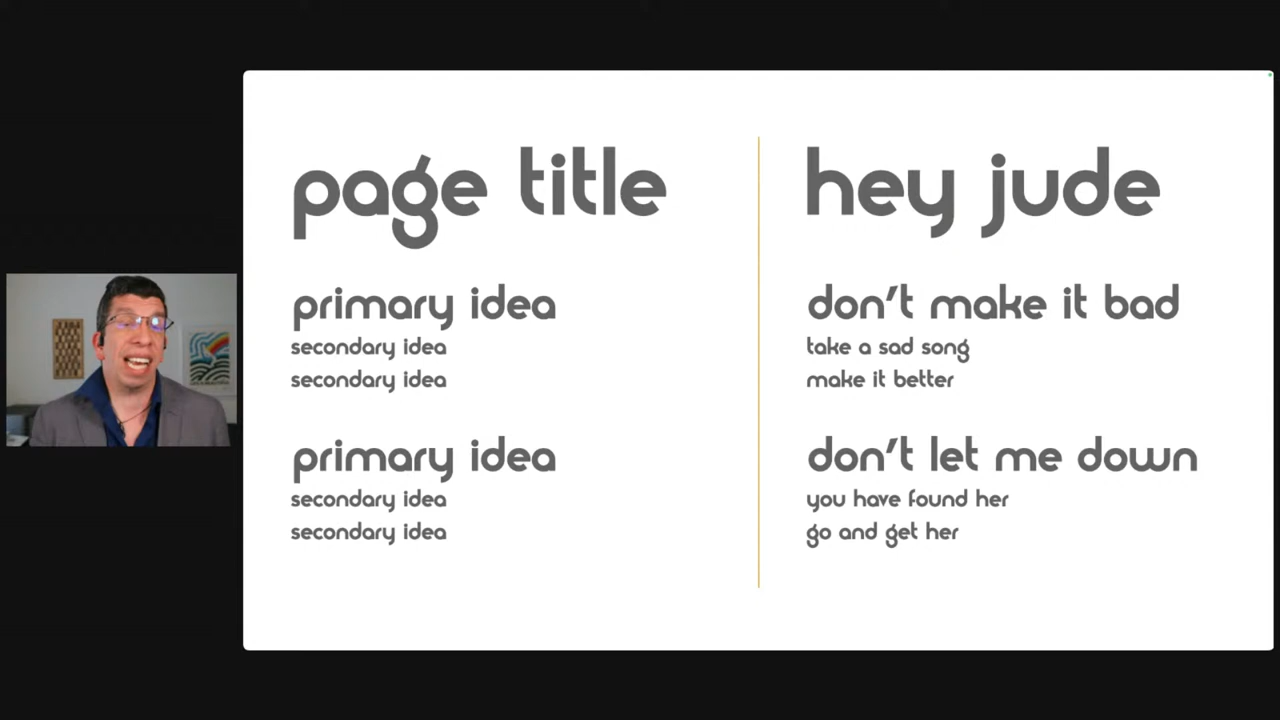 page title
primary idea
secondary idea
secondary idea
primary idea
secondary idea
secondary idea
hey jude
don't make it bad
take a sad song
make it better
don't let me down
you have found her
go and get her